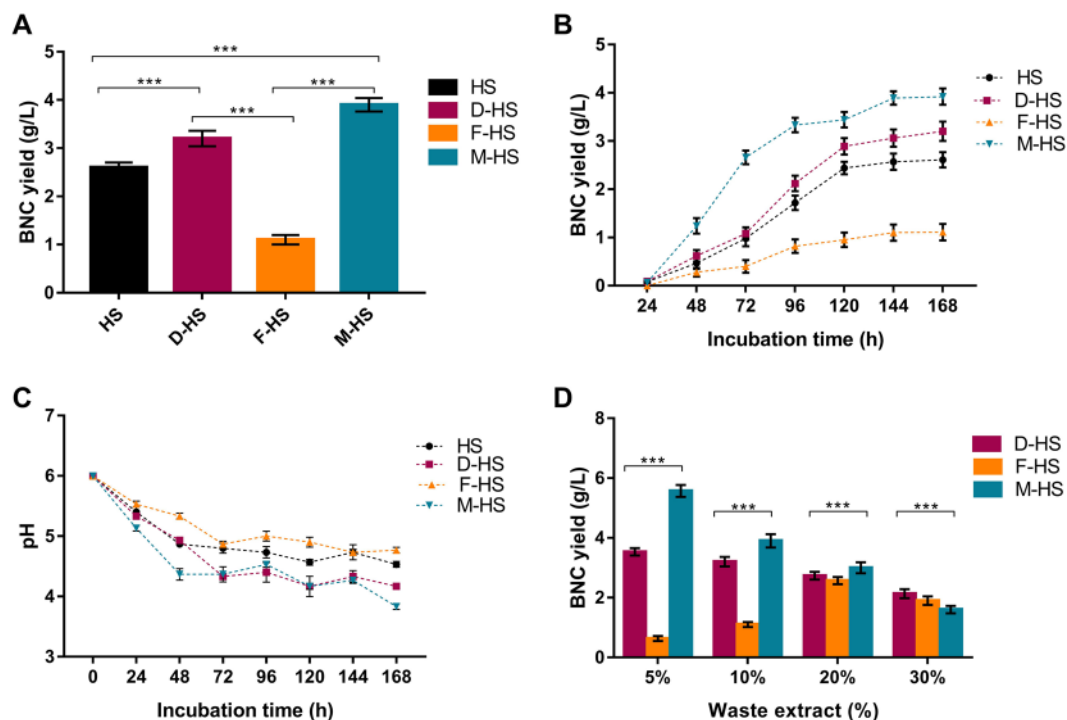 A
BNC yield (g/L)
5
4
3
2
1
0
***
***
***
***
HS
D-HS
F-HS
M-HS
HS
D-HS
F-HS
M-HS
B
BNC yield (g/L)
5
4
3
2
1
0
24 48 72 96 120 144 168
Incubation time (h)
HS
D-HS
F-HS
M-HS
C
pH
7
6
5
4
3
0 24 48 72 96 120 144 168
Incubation time (h)
HS
D-HS
F-HS
M-HS
D
BNC yield (g/L)
8
6
4
2
0
***
***
***
***
5% 10% 20% 30%
Waste extract (%)
D-HS
F-HS
M-HS